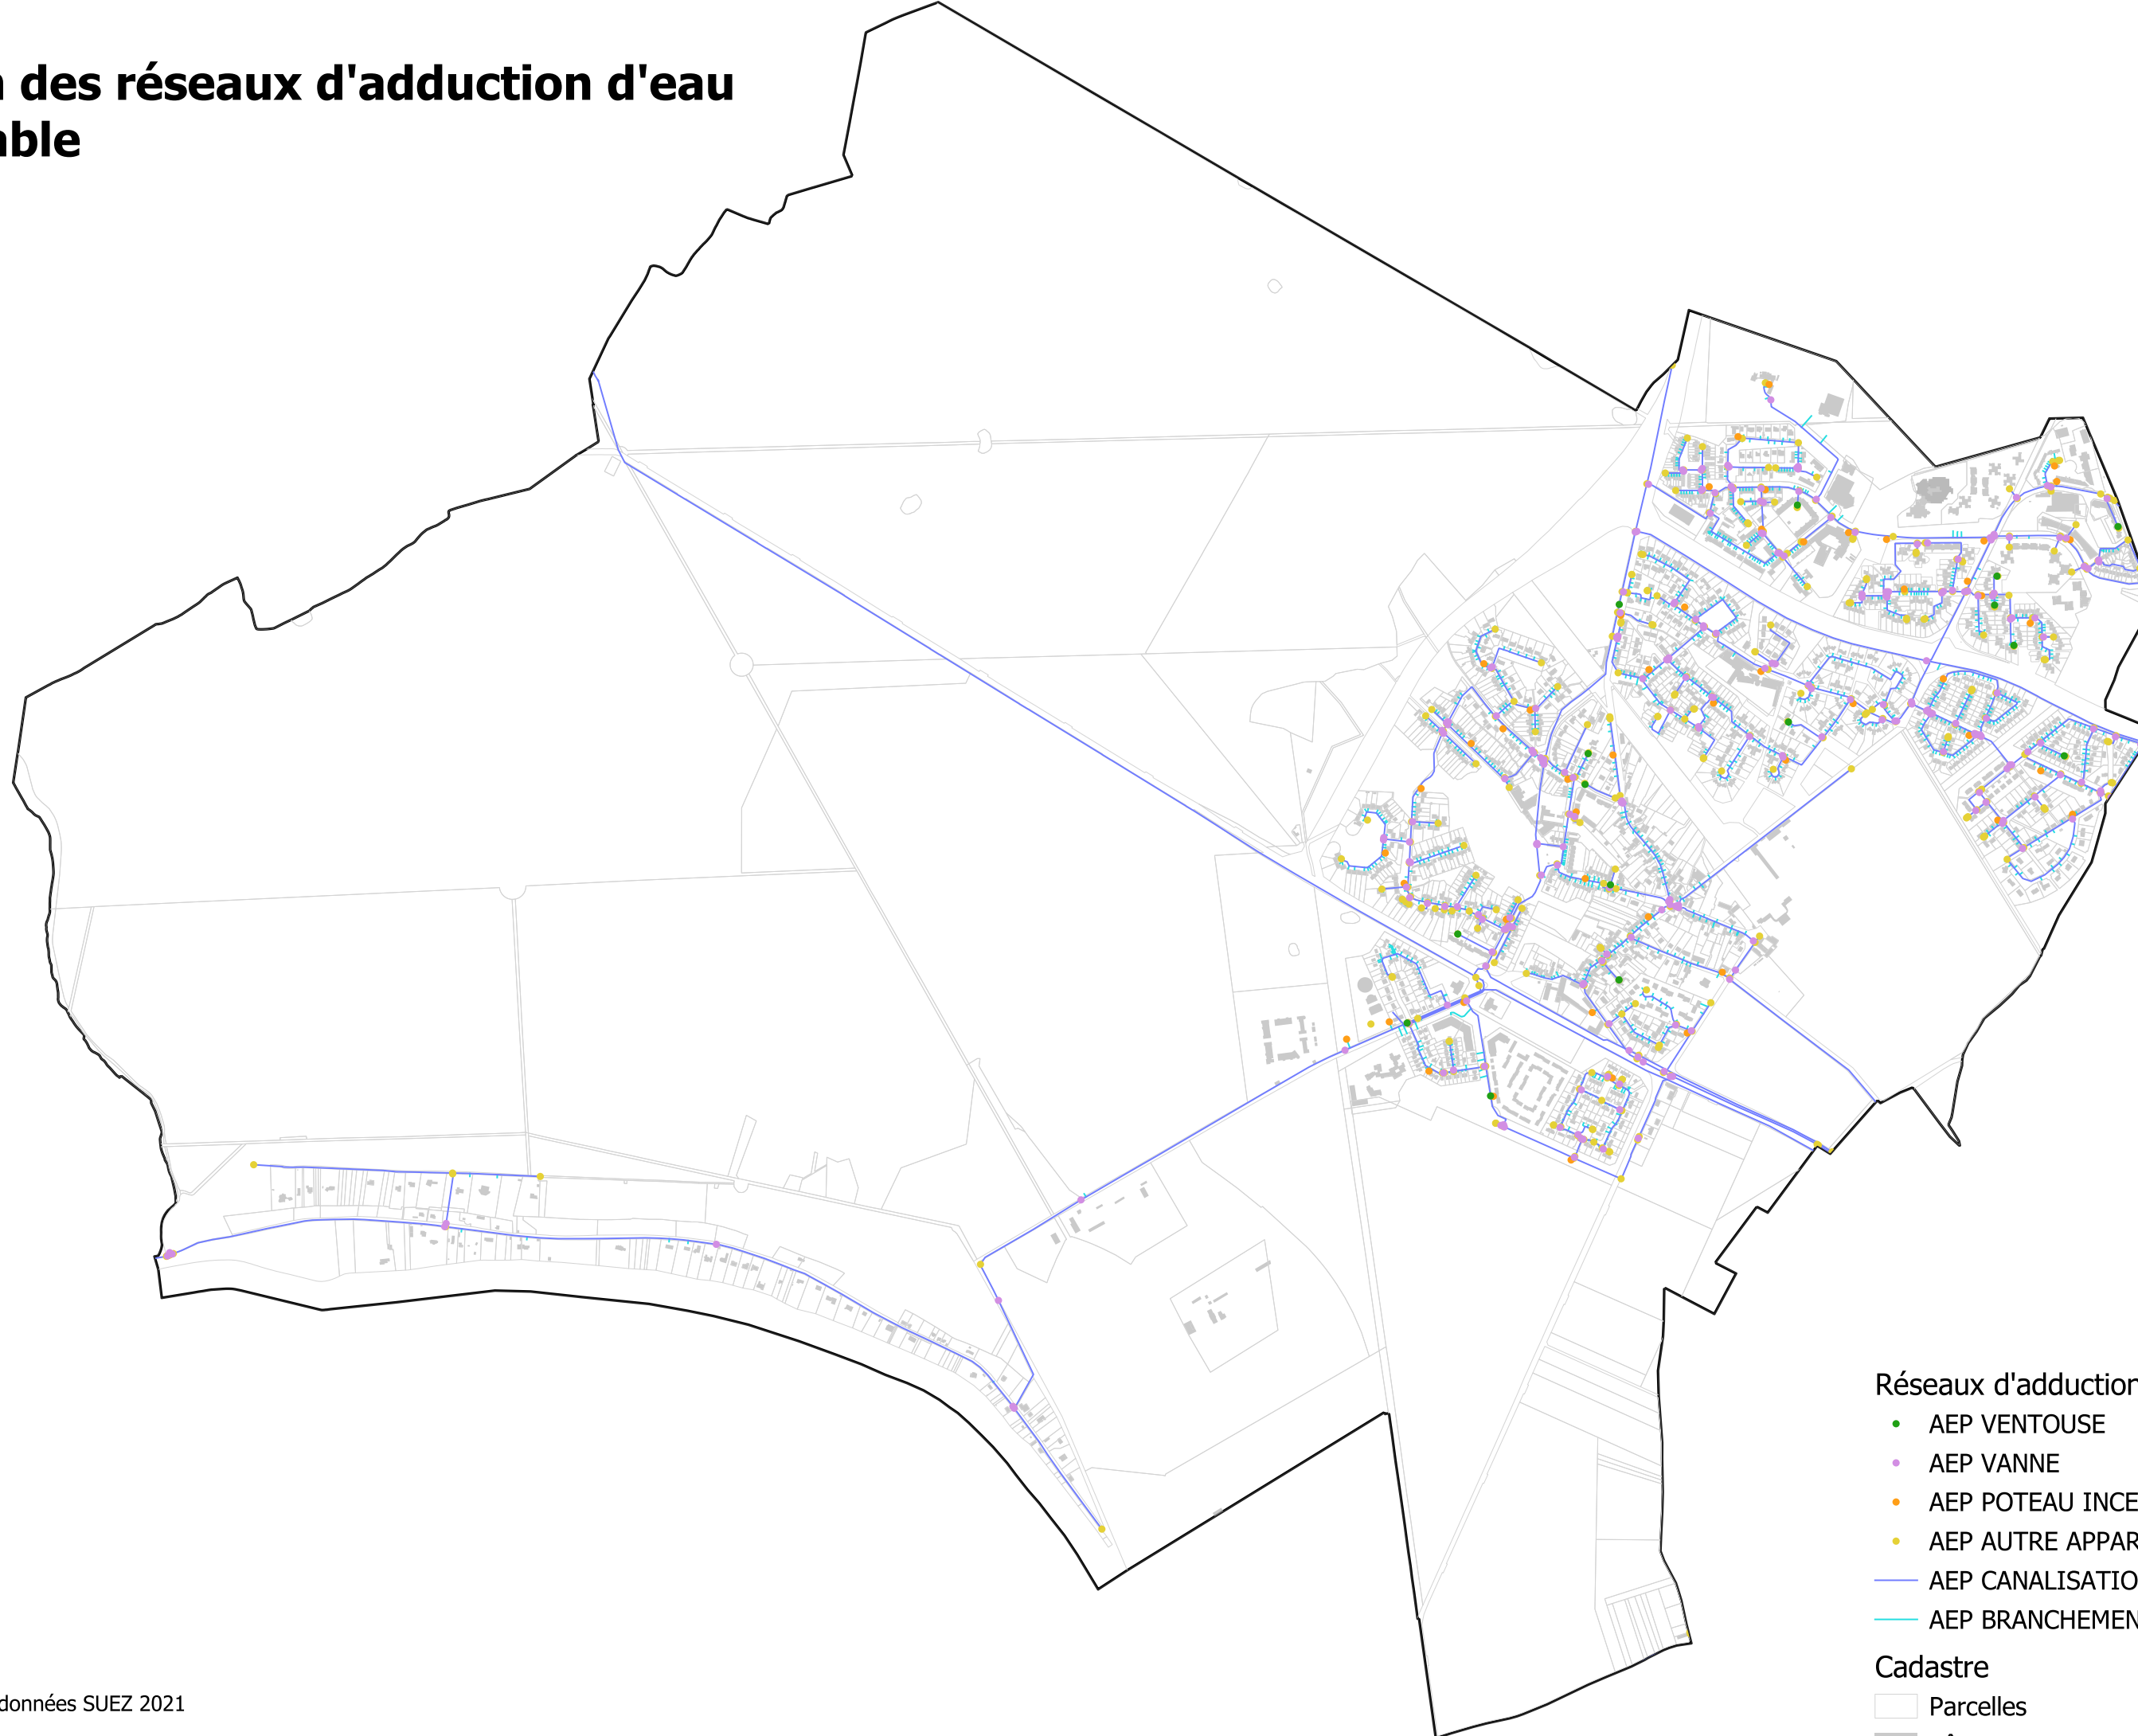 des réseaux d'adduction d'eau
Réseaux d'adduction
AEP VENTOUSE
AEP VANNE
AEP POTEAU INCE
AEP AUTRE APPAR
AEP CANALISATIO
AEP BRANCHEMEN
Cadastre
Parcelles
données SUEZ 2021